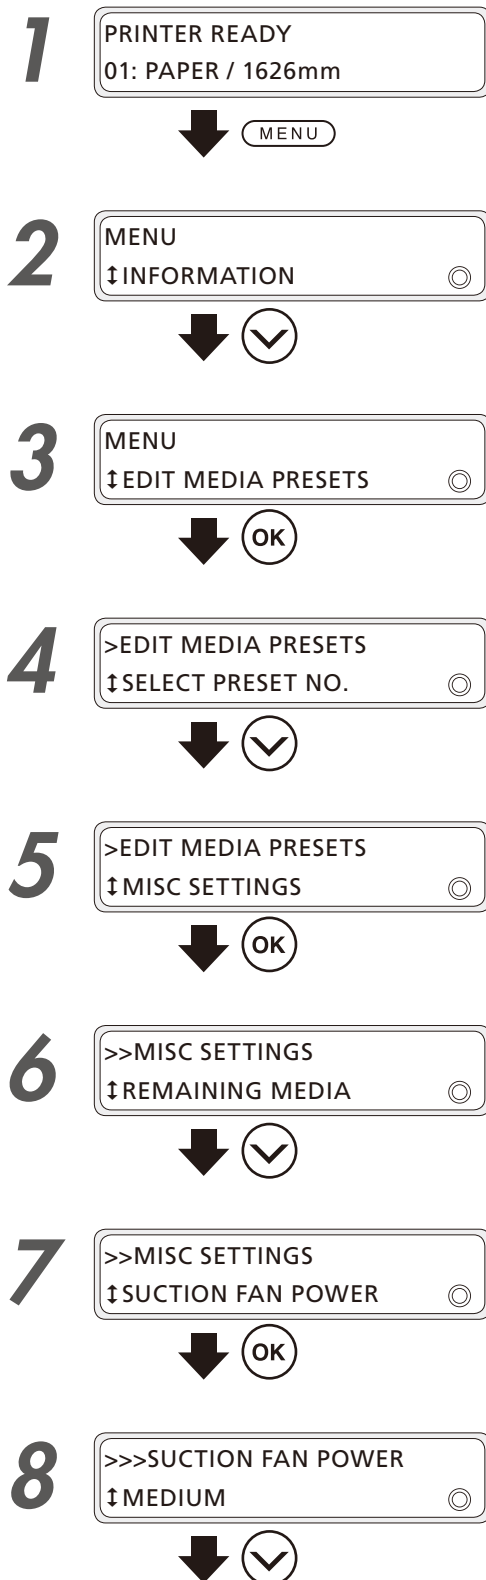 1
PRINTER READY
01: PAPER / 1626mm
MENU
2
MENU
↕INFORMATION
3
MENU
↕EDIT MEDIA PRESETS
OK
4
>EDIT MEDIA PRESETS
↕SELECT PRESET NO.
5
>EDIT MEDIA PRESETS
↕MISC SETTINGS
OK
6
>>MISC SETTINGS
↕REMAINING MEDIA
7
>>MISC SETTINGS
↕SUCTION FAN POWER
OK
8
>>>SUCTION FAN POWER
↕MEDIUM